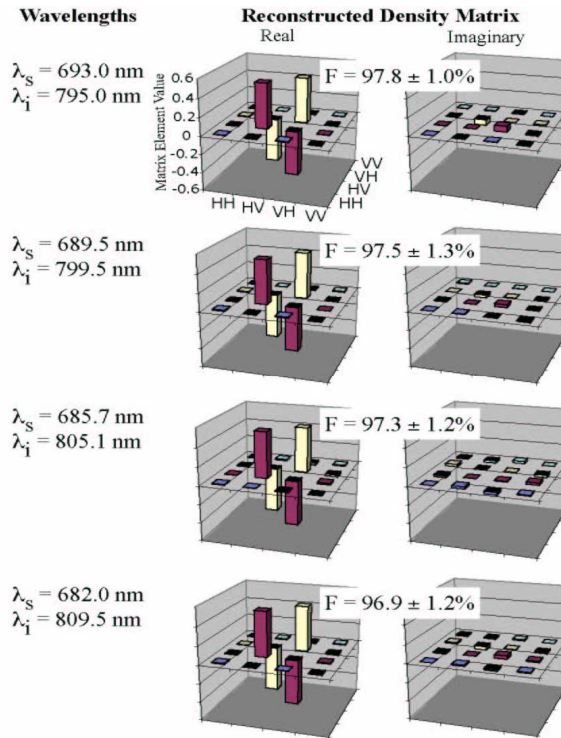 Wavelengths Reconstructed Density Matrix
Real Imaginary
λs = 693.0 nm
λi = 795.0 nm
F = 97.8 ± 1.0%
Matrix Element Value
0.6
0.4
0.2
0
-0.2
-0.4
-0.6
HH HV VH VV
VV
VH
HV
HH
λs = 689.5 nm
λi = 799.5 nm
F = 97.5 ± 1.3%
λs = 685.7 nm
λi = 805.1 nm
F = 97.3 ± 1.2%
λs = 682.0 nm
λi = 809.5 nm
F = 96.9 ± 1.2%